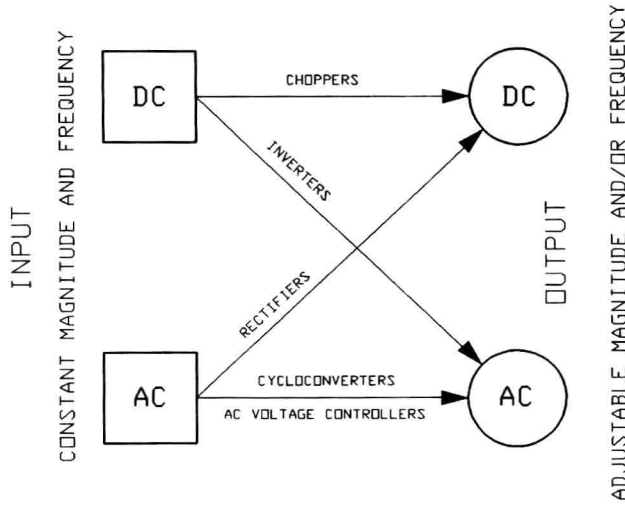 INPUT
CONSTANT MAGNITUDE AND FREQUENCY
DC
CHOPPERS
DC
INVERTERS
RECTIFIERS
AC
CYCLOCONVERTERS
AC VOLTAGE CONTROLLERS
AC
OUTPUT
ADJUSTABLE MAGNITUDE AND/OR FREQUENCY